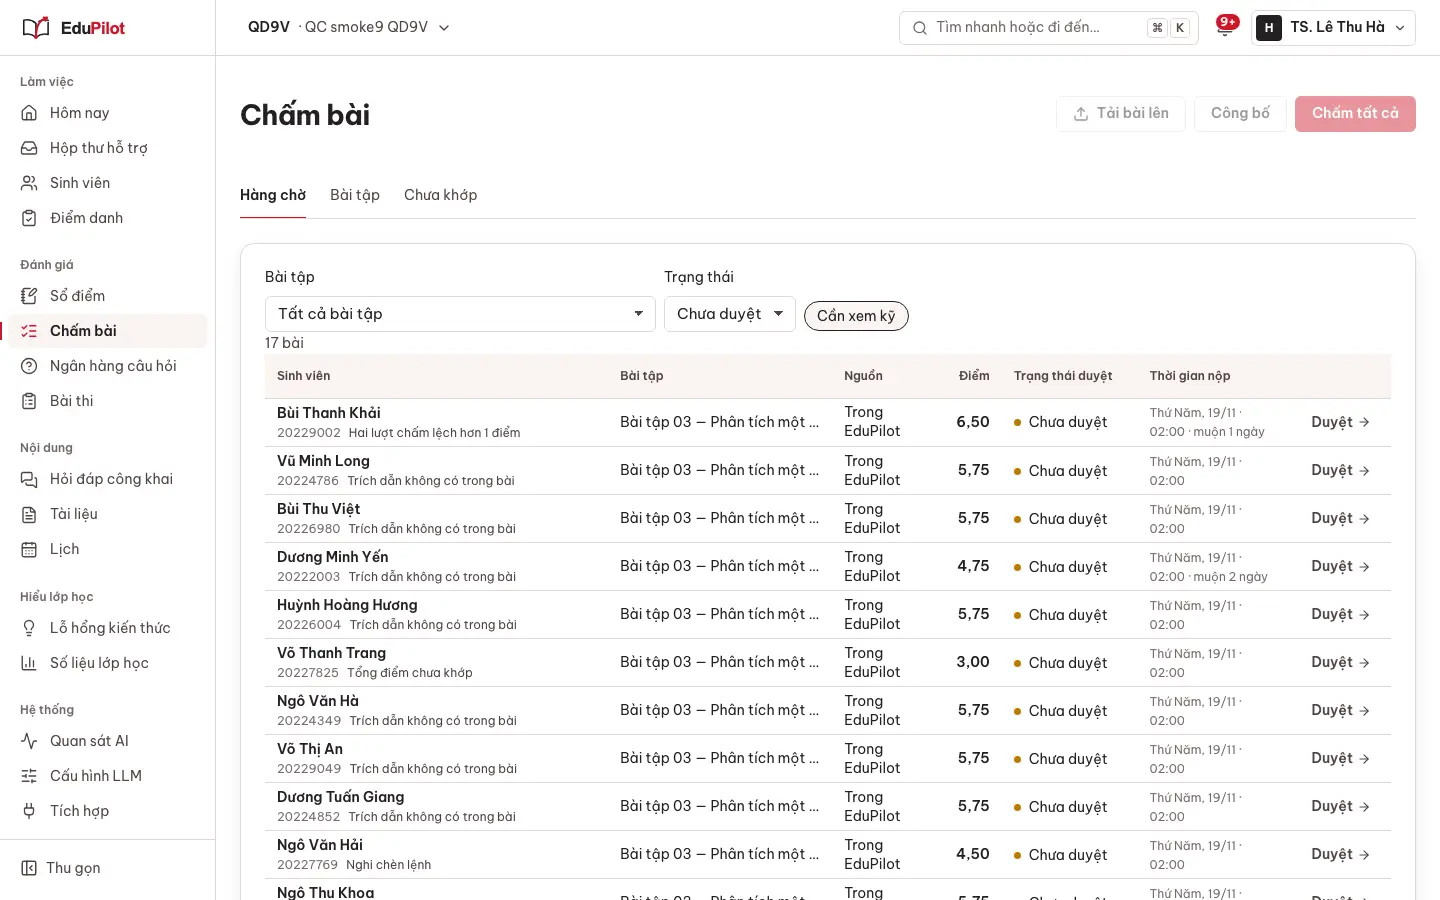 EduPilot
QD9V · QC smoke9 QD9V
Tìm nhanh hoặc đi đến...
⌘ K
9+
H
TS. Lê Thu Hà
Làm việc
Hôm nay
Hộp thư hỗ trợ
Sinh viên
Điểm danh
Đánh giá
Sổ điểm
Chấm bài
Ngân hàng câu hỏi
Bài thi
Nội dung
Hỏi đáp công khai
Tài liệu
Lịch
Hiểu lớp học
Lỗ hổng kiến thức
Số liệu lớp học
Hệ thống
Quan sát AI
Cấu hình LLM
Tích hợp
Thu gọn
Chấm bài
Tải bài lên
Công bố
Chấm tất cả
Hàng chờ
Bài tập
Chưa khớp
Bài tập
Trạng thái
Tất cả bài tập
Chưa duyệt
Cần xem kỹ
17 bài
Sinh viên Bài tập Nguồn Điểm Trạng thái duyệt Thời gian nộp
Bùi Thanh Khải
20229002 Hai lượt chấm lệch hơn 1 điểm
Bài tập 03 — Phân tích một ...
Trong
EduPilot
6,50
Chưa duyệt
Thứ Năm, 19/11 ·
02:00 · muộn 1 ngày
Duyệt →
Vũ Minh Long
20224786 Trích dẫn không có trong bài
Bài tập 03 — Phân tích một ...
Trong
EduPilot
5,75
Chưa duyệt
Thứ Năm, 19/11 ·
02:00
Duyệt →
Bùi Thu Việt
20226980 Trích dẫn không có trong bài
Bài tập 03 — Phân tích một ...
Trong
EduPilot
5,75
Chưa duyệt
Thứ Năm, 19/11 ·
02:00
Duyệt →
Dương Minh Yến
20222003 Trích dẫn không có trong bài
Bài tập 03 — Phân tích một ...
Trong
EduPilot
4,75
Chưa duyệt
Thứ Năm, 19/11 ·
02:00 · muộn 2 ngày
Duyệt →
Huỳnh Hoàng Hương
20226004 Trích dẫn không có trong bài
Bài tập 03 — Phân tích một ...
Trong
EduPilot
5,75
Chưa duyệt
Thứ Năm, 19/11 ·
02:00
Duyệt →
Võ Thanh Trang
20227825 Tổng điểm chưa khớp
Bài tập 03 — Phân tích một ...
Trong
EduPilot
3,00
Chưa duyệt
Thứ Năm, 19/11 ·
02:00
Duyệt →
Ngô Văn Hà
20224349 Trích dẫn không có trong bài
Bài tập 03 — Phân tích một ...
Trong
EduPilot
5,75
Chưa duyệt
Thứ Năm, 19/11 ·
02:00
Duyệt →
Võ Thị An
20229049 Trích dẫn không có trong bài
Bài tập 03 — Phân tích một ...
Trong
EduPilot
5,75
Chưa duyệt
Thứ Năm, 19/11 ·
02:00
Duyệt →
Dương Tuấn Giang
20224852 Trích dẫn không có trong bài
Bài tập 03 — Phân tích một ...
Trong
EduPilot
5,75
Chưa duyệt
Thứ Năm, 19/11 ·
02:00
Duyệt →
Ngô Văn Hải
20227769 Nghi chèn lệnh
Bài tập 03 — Phân tích một ...
Trong
EduPilot
4,50
Chưa duyệt
Thứ Năm, 19/11 ·
02:00
Duyệt →
Ngô Thu Khoa
Trong
Thứ Năm, 19/11 ·